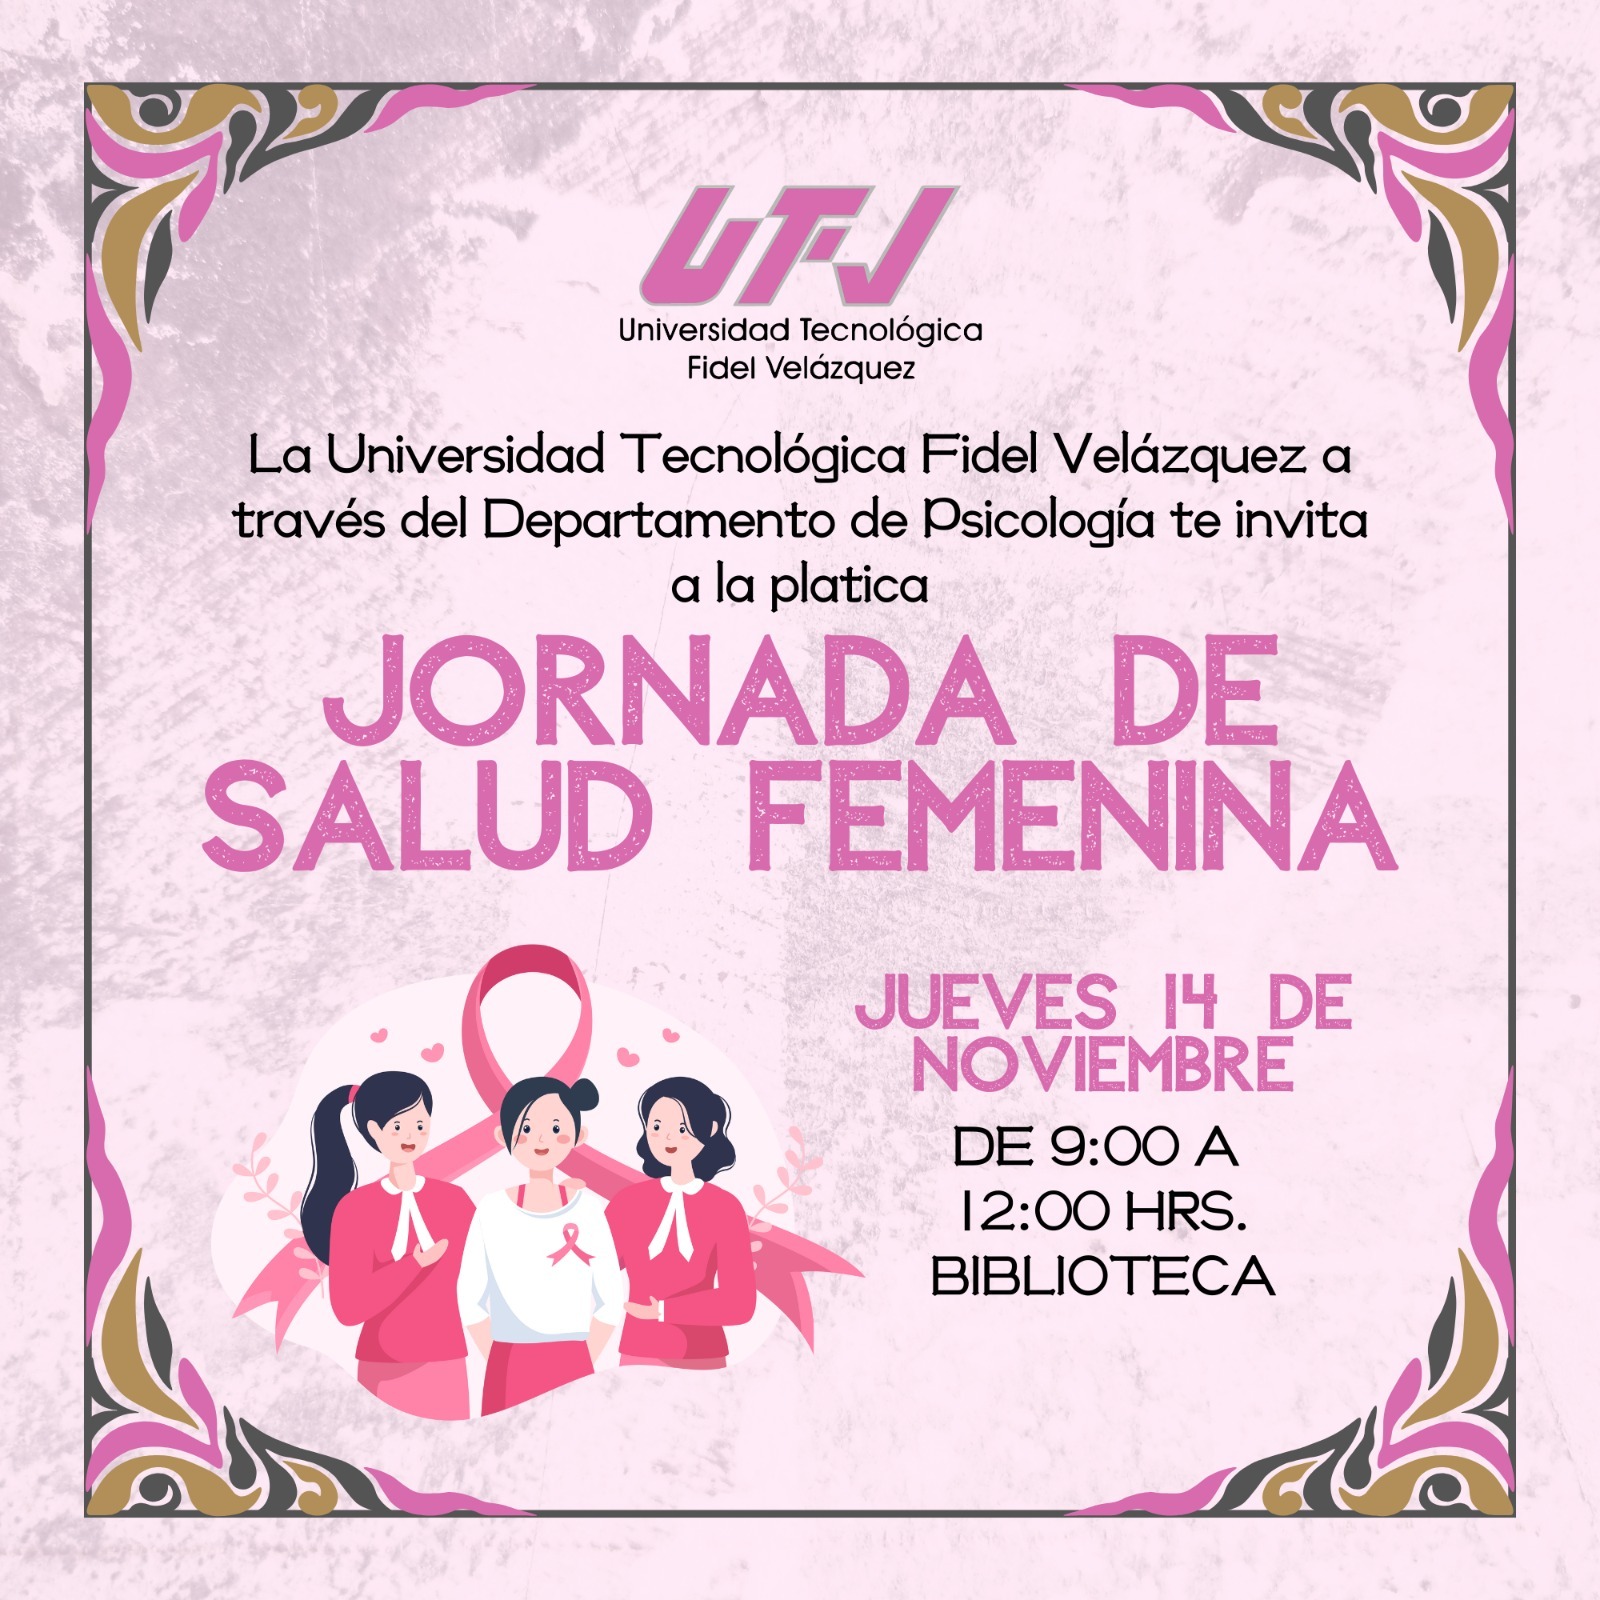 UTFV
Universidad Tecnológica
Fidel Velázquez
La Universidad Tecnológica Fidel Velázquez a
través del Departamento de Psicología te invita
a la platica
JORNADA DE
SALUD FEMENINA
JUEVES 14 DE
NOVIEMBRE
DE 9:00 A
12:00 HRS.
BIBLIOTECA